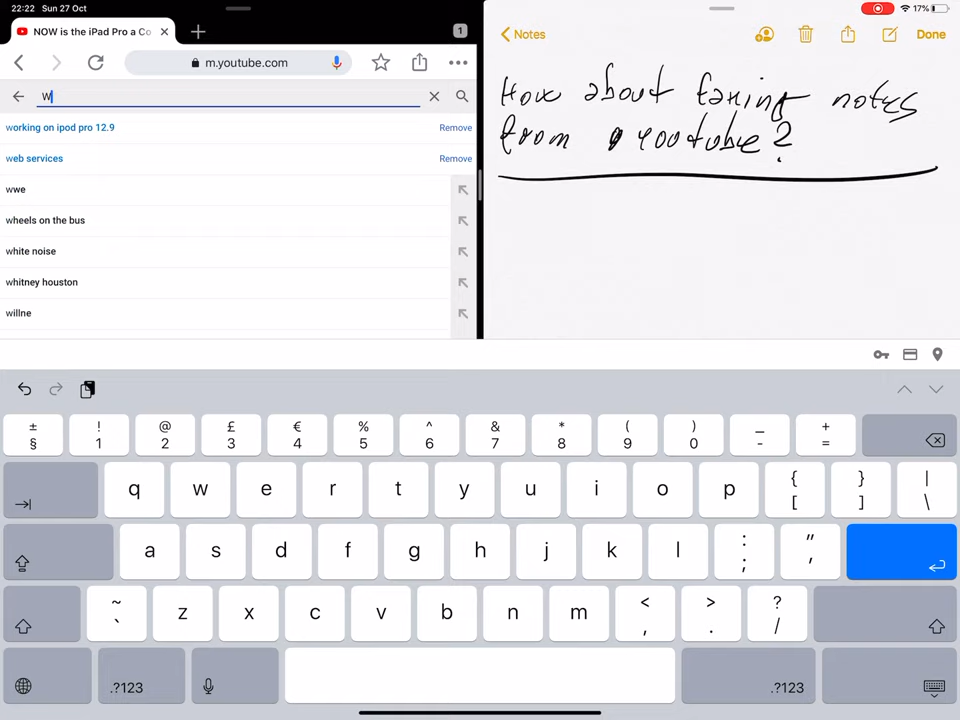 22:22 Sun 27 Oct
17%
NOW is the iPad Pro a Co
1
m.youtube.com
W
working on ipod pro 12.9 Remove
web services Remove
wwe
wheels on the bus
white noise
whitney houston
willne
Notes
Done
How about taking notes
from youtube?
± ! @ £ € % ^ & * ( ) _ +
§ 1 2 3 4 5 6 7 8 9 0 - =
q w e r t y u i o p { [ } ] | \
a s d f g h j k l : ; " '
~ ` z x c v b n m < , > . ? /
.?123 .?123